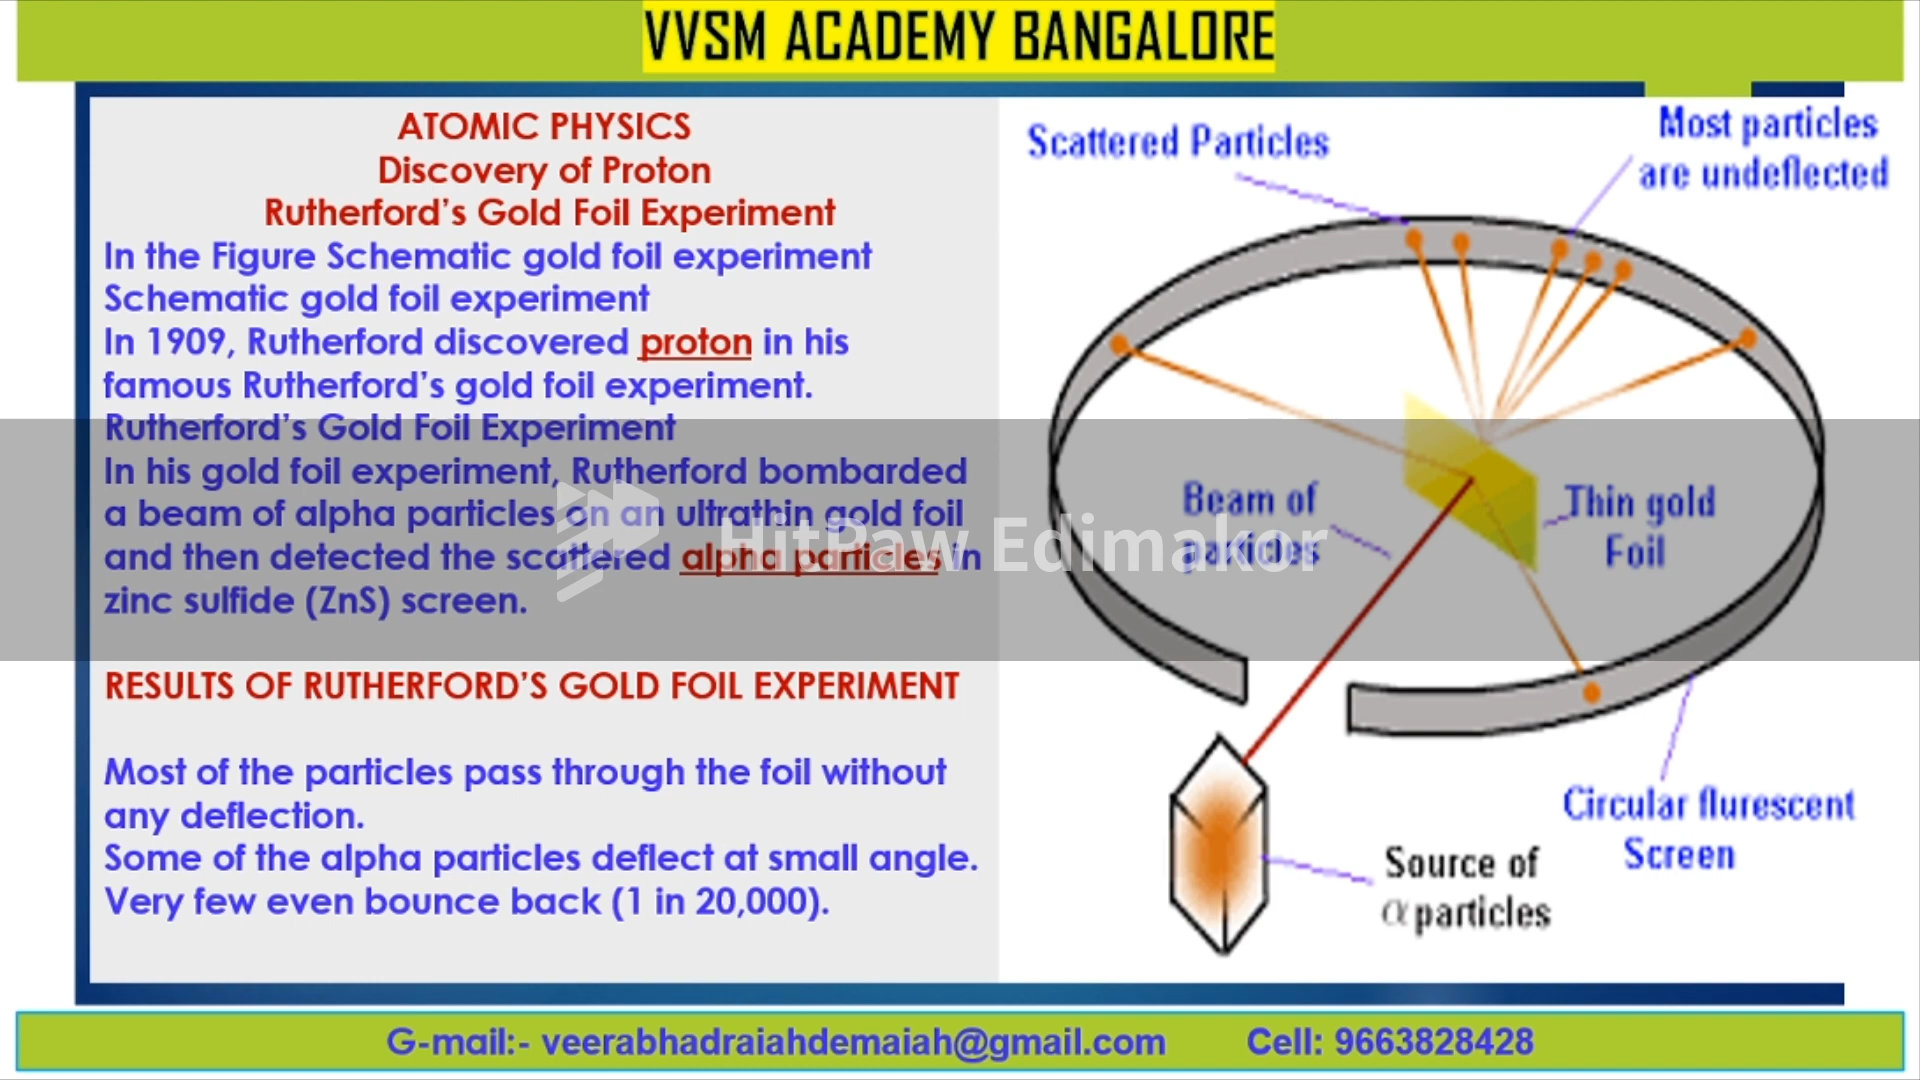 VVSM ACADEMY BANGALORE
ATOMIC PHYSICS
Discovery of Proton
Rutherford's Gold Foil Experiment
In the Figure Schematic gold foil experiment
Schematic gold foil experiment
In 1909, Rutherford discovered proton in his
famous Rutherford's gold foil experiment.
Rutherford's Gold Foil Experiment
In his gold foil experiment, Rutherford bombarded
a beam of alpha particles on an ultrathin gold foil
and then detected the scattered alpha particles in
zinc sulfide (ZnS) screen.
RESULTS OF RUTHERFORD'S GOLD FOIL EXPERIMENT
Most of the particles pass through the foil without
any deflection.
Some of the alpha particles deflect at small angle.
Very few even bounce back (1 in 20,000).
Scattered Particles
Most particles
are undeflected
Beam of
particles
Thin gold
Foil
Circular flurescent
Screen
Source of
α particles
HitPaw Edimakor
G-mail:- veerabhadraiahdemaiah@gmail.com Cell: 9663828428